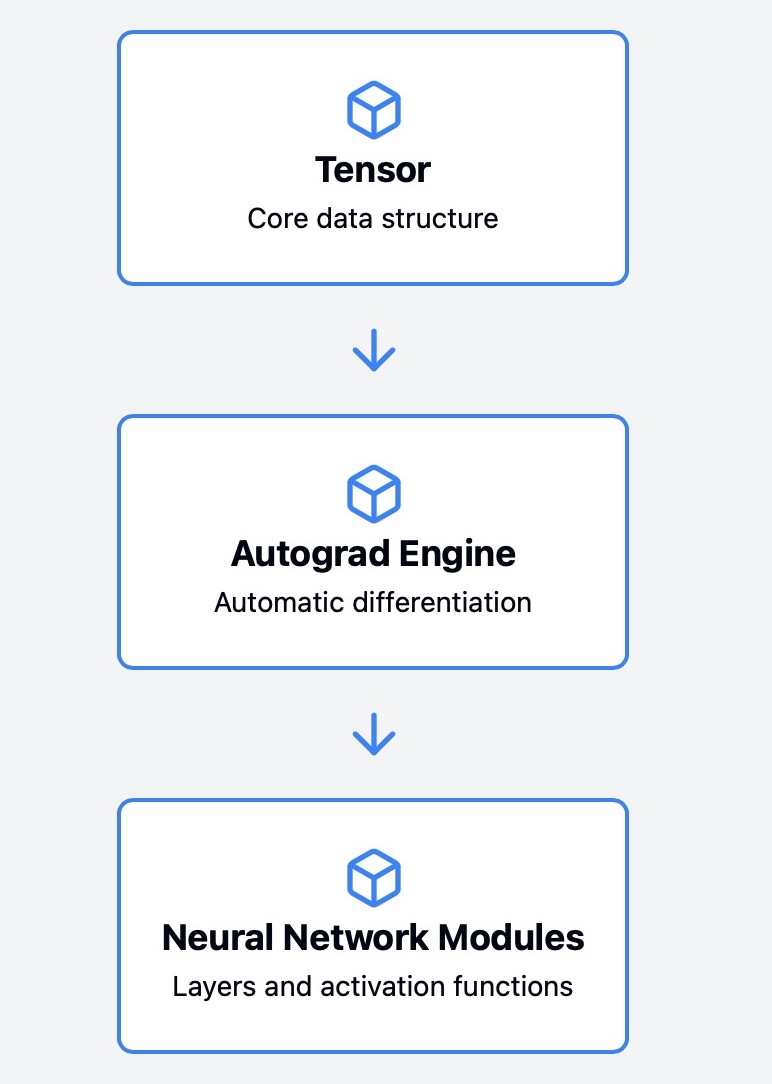 Tensor
Core data structure
Autograd Engine
Automatic differentiation
Neural Network Modules
Layers and activation functions